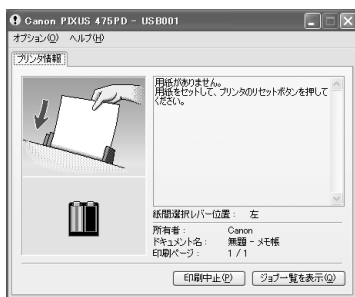 Canon PIXUS 475PD - USB001
オプション(O) ヘルプ(H)
プリンタ情報
用紙がありません。
用紙をセットして、プリンタのリセットボタンを押して
ください。
紙間選択レバー位置： 左
所有者： Canon
ドキュメント名： 無題 - メモ帳
印刷ページ： 1 / 1
印刷中止(P) ジョブ一覧を表示(Q)